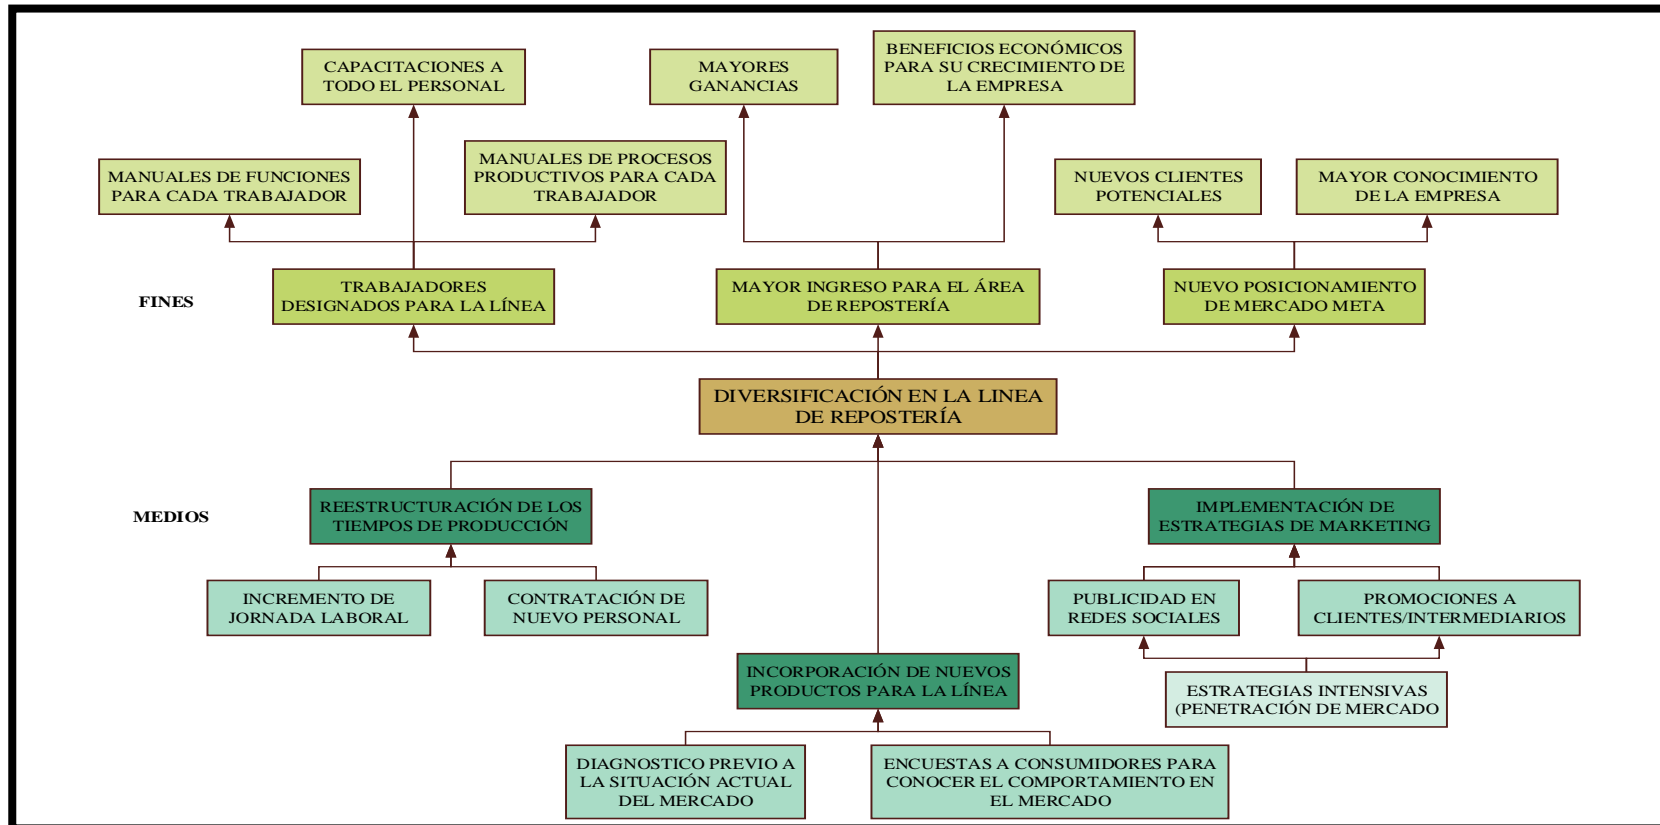 BENEFICIOS ECONÓMICOS
PARA SU CRECIMIENTO DE
LA EMPRESA
CAPACITACIONES A
TODO EL PERSONAL
MAYORES
GANANCIAS
MANUALES DE FUNCIONES
PARA CADA TRABAJADOR
MANUALES DE PROCESOS
PRODUCTIVOS PARA CADA
TRABAJADOR
NUEVOS CLIENTES
POTENCIALES
MAYOR CONOCIMIENTO
DE LA EMPRESA
FINES
TRABAJADORES
DESIGNADOS PARA LA LÍNEA
MAYOR INGRESO PARA EL ÁREA
DE REPOSTERÍA
NUEVO POSICIONAMIENTO
DE MERCADO META
DIVERSIFICACIÓN EN LA LINEA
DE REPOSTERÍA
MEDIOS
REESTRUCTURACIÓN DE LOS
TIEMPOS DE PRODUCCIÓN
IMPLEMENTACIÓN DE
ESTRATEGIAS DE MARKETING
INCREMENTO DE
JORNADA LABORAL
CONTRATACIÓN DE
NUEVO PERSONAL
PUBLICIDAD EN
REDES SOCIALES
PROMOCIONES A
CLIENTES/INTERMEDIARIOS
INCORPORACIÓN DE NUEVOS
PRODUCTOS PARA LA LÍNEA
ESTRATEGIAS INTENSIVAS
(PENETRACIÓN DE MERCADO
DIAGNOSTICO PREVIO A
LA SITUACIÓN ACTUAL
DEL MERCADO
ENCUESTAS A CONSUMIDORES PARA
CONOCER EL COMPORTAMIENTO EN
EL MERCADO